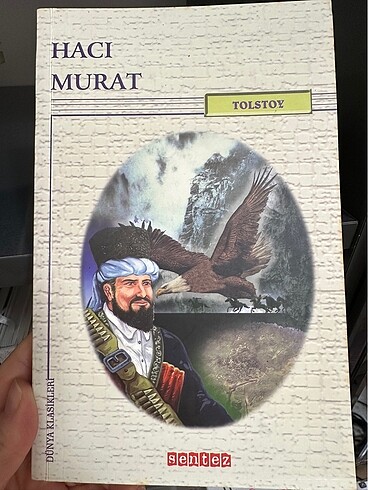 HACI
MURAT
TOLSTOY
DÜNYA KLASİKLERİ
sentez